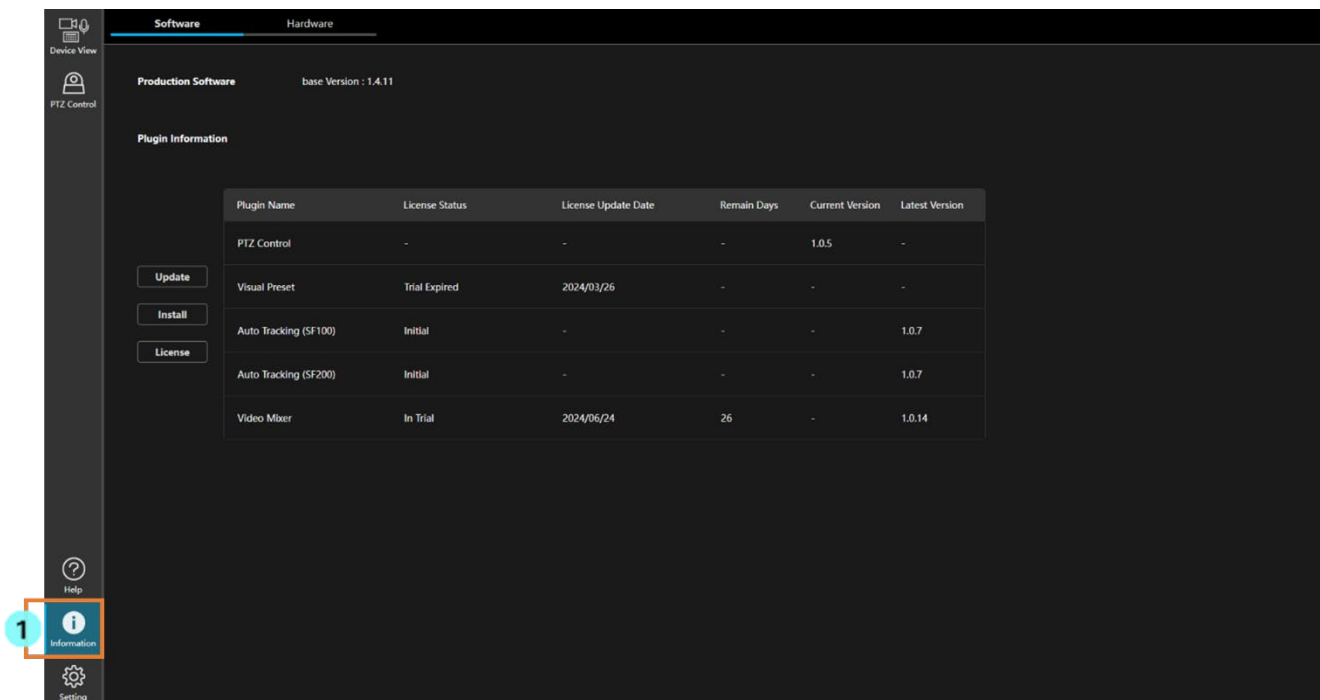 Software Hardware
Device View
Production Software base Version : 1.4.11
PTZ Control
Plugin Information
Plugin Name License Status License Update Date Remain Days Current Version Latest Version
PTZ Control - - - 1.0.5 -
Update
Visual Preset Trial Expired 2024/03/26 - - -
Install
Auto Tracking (SF100) Initial - - - 1.0.7
License
Auto Tracking (SF200) Initial - - - 1.0.7
Video Mixer In Trial 2024/06/24 26 - 1.0.14
Help
1
Information
Setting